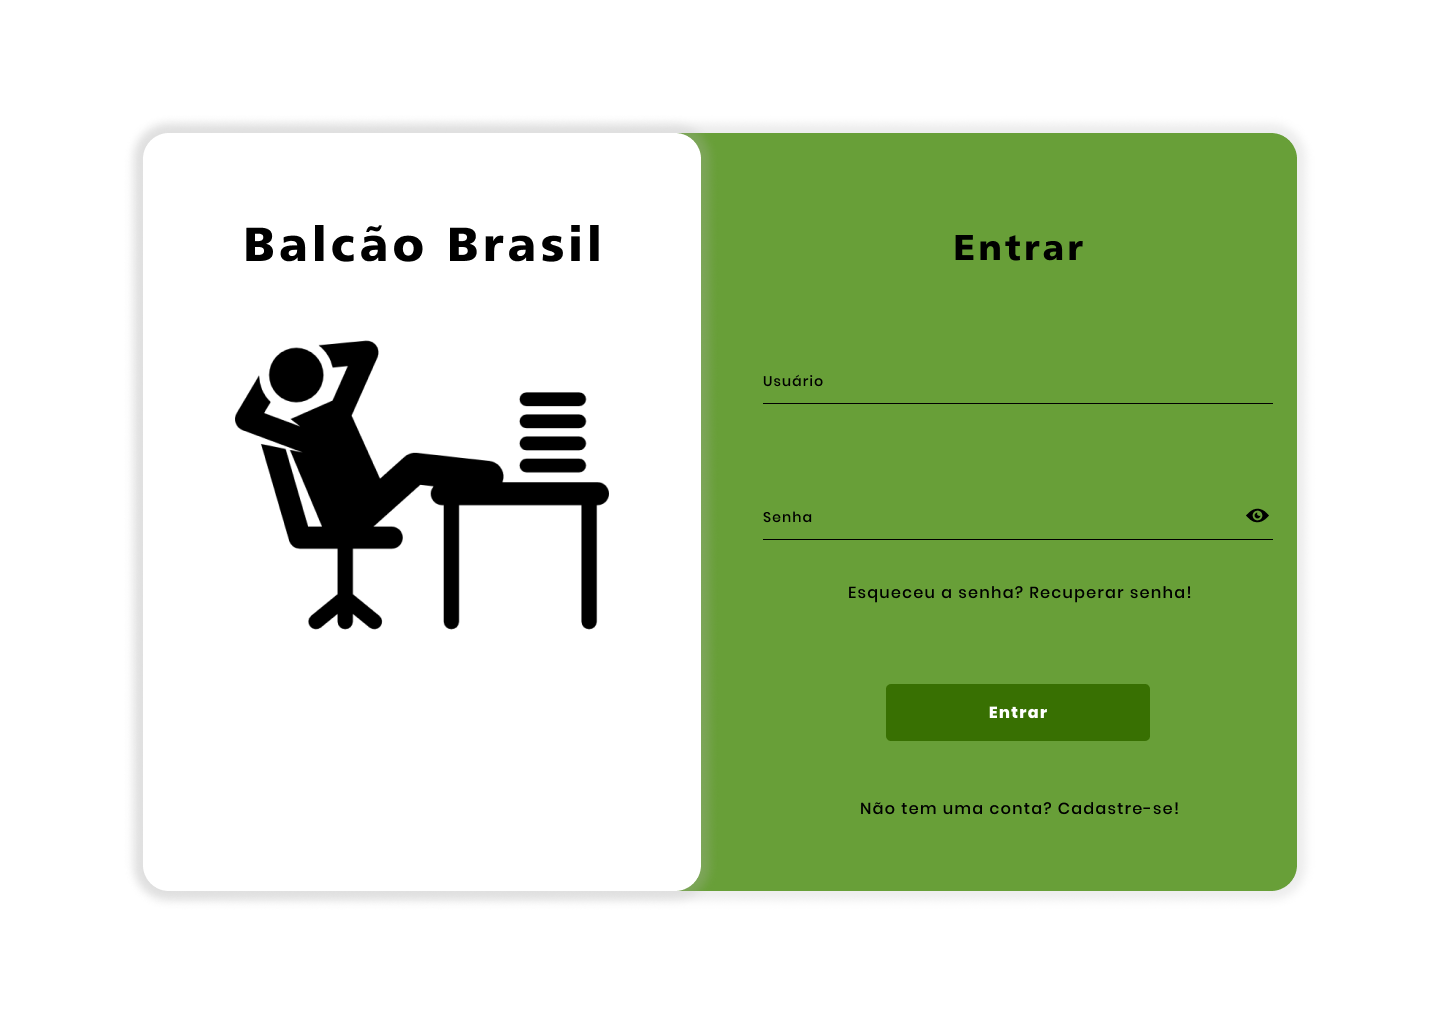 Balcão Brasil
Entrar
Usuário
Senha
Esqueceu a senha? Recuperar senha!
Entrar
Não tem uma conta? Cadastre-se!